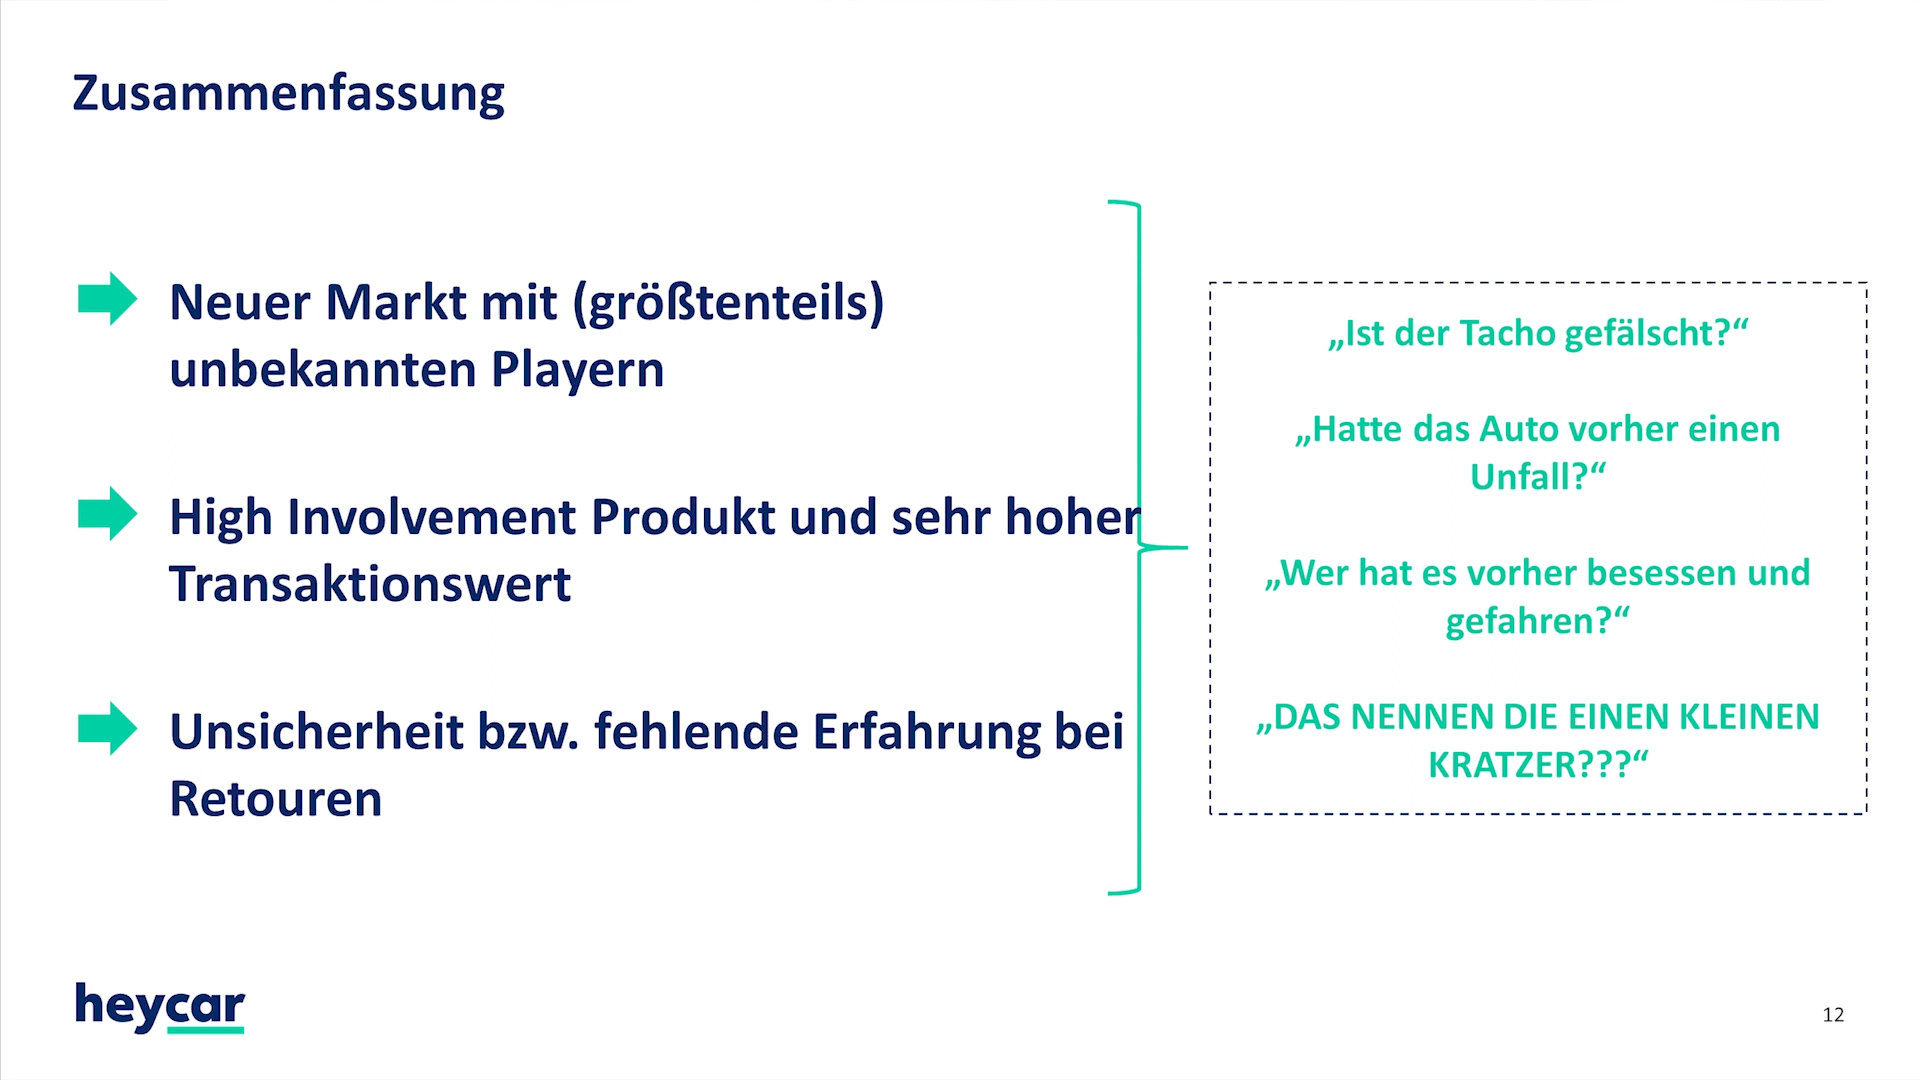 Zusammenfassung
Neuer Markt mit (größtenteils)
unbekannten Playern
High Involvement Produkt und sehr hoher
Transaktionswert
Unsicherheit bzw. fehlende Erfahrung bei
Retouren
„Ist der Tacho gefälscht?“
„Hatte das Auto vorher einen
Unfall?“
„Wer hat es vorher besessen und
gefahren?“
„DAS NENNEN DIE EINEN KLEINEN
KRATZER???“
heycar
12